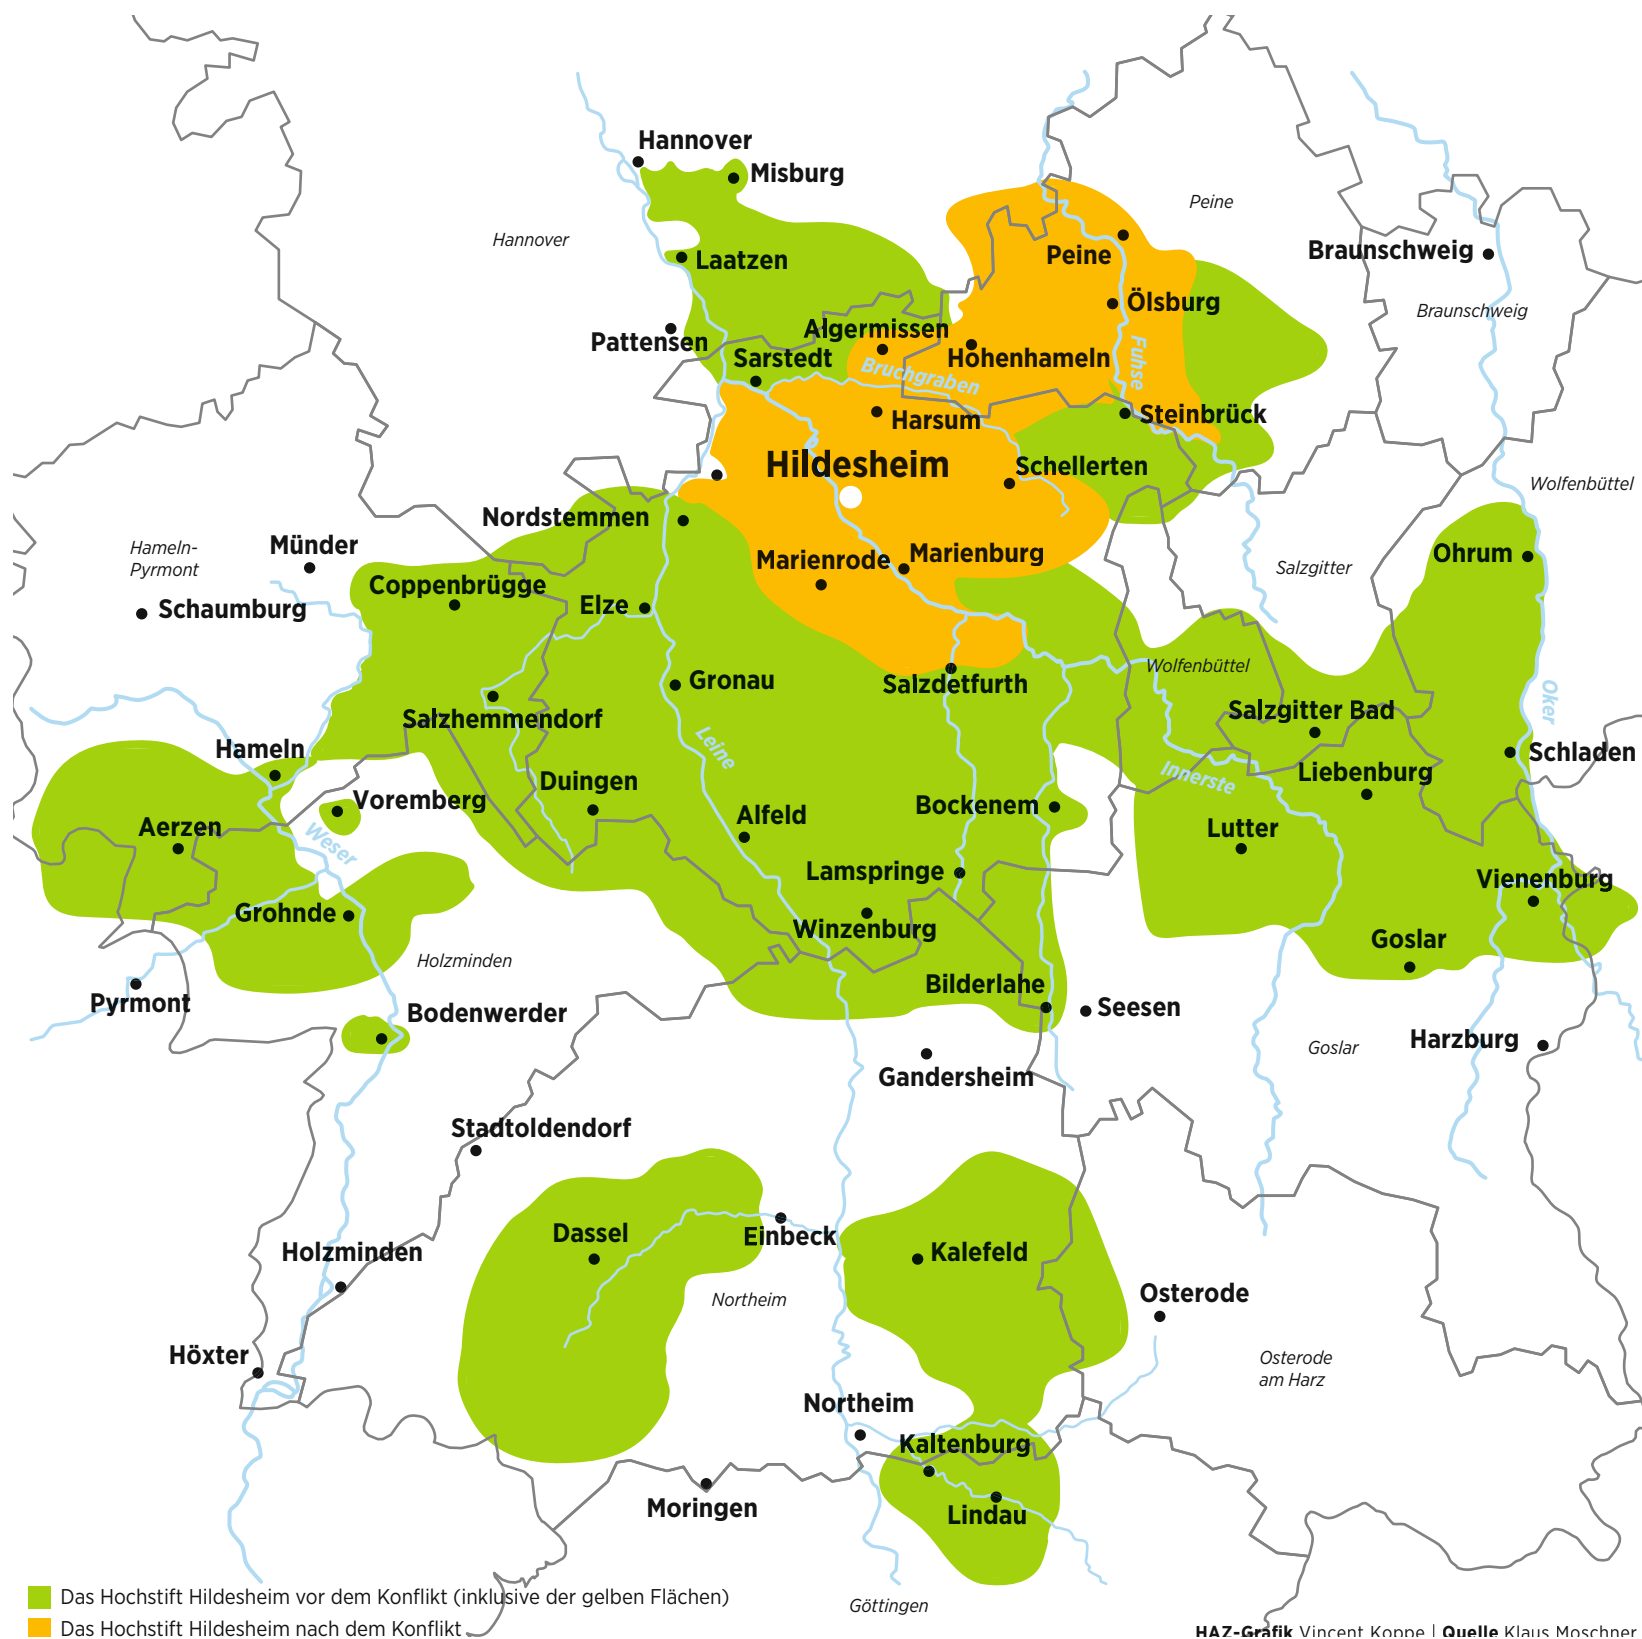 Hannover
Misburg
Peine
Hannover
Braunschweig
Peine
Laatzen
Ölsburg
Braunschweig
Algermissen
Pattensen
Sarstedt
Hohenhameln
Fuhse
Bruchgraben
Steinbrück
Harsum
Hildesheim
Schellerten
Wolfenbüttel
Nordstemmen
Hameln-
Pyrmont
Münder
Marienrode
Marienburg
Ohrum
Salzgitter
Coppenbrügge
Elze
Schaumburg
Wolfenbüttel
Gronau
Salzdetfurth
Oker
Salzgitter Bad
Salzhemmendorf
Leine
Hameln
Schladen
Innerste
Liebenburg
Duingen
Voremberg
Bockenem
Alfeld
Aerzen
Weser
Lutter
Lamspringe
Vienenburg
Grohnde
Winzenburg
Goslar
Holzminden
Bilderlahe
Pyrmont
Bodenwerder
Seesen
Goslar
Harzburg
Gandersheim
Stadtoldendorf
Dassel
Einbeck
Kalefeld
Holzminden
Osterode
Northeim
Höxter
Osterode
am Harz
Northeim
Kaltenburg
Moringen
Lindau
Das Hochstift Hildesheim vor dem Konflikt (inklusive der gelben Flächen)
Göttingen
Das Hochstift Hildesheim nach dem Konflikt
HAZ-Grafik Vincent Koppe | Quelle Klaus Moschner